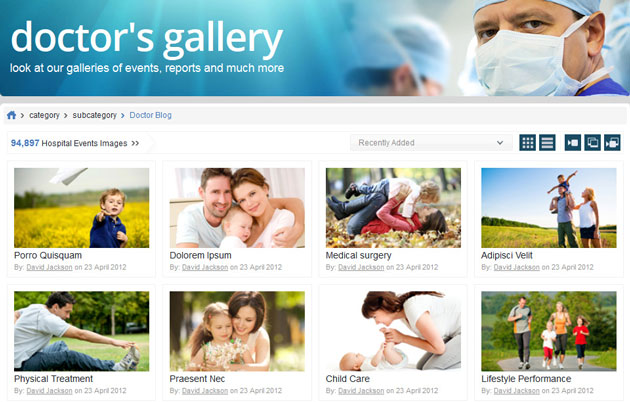 doctor's gallery
look at our galleries of events, reports and much more
category
subcategory
Doctor Blog
94,897 Hospital Events Images >>
Recently Added
Porro Quisquam
By: David Jackson on 23 April 2012
Dolorem Ipsum
By: David Jackson on 23 April 2012
Medical surgery
By: David Jackson on 23 April 2012
Adipisci Velit
By: David Jackson on 23 April 2012
Physical Treatment
By: David Jackson on 23 April 2012
Praesent Nec
By: David Jackson on 23 April 2012
Child Care
By: David Jackson on 23 April 2012
Lifestyle Performance
By: David Jackson on 23 April 2012